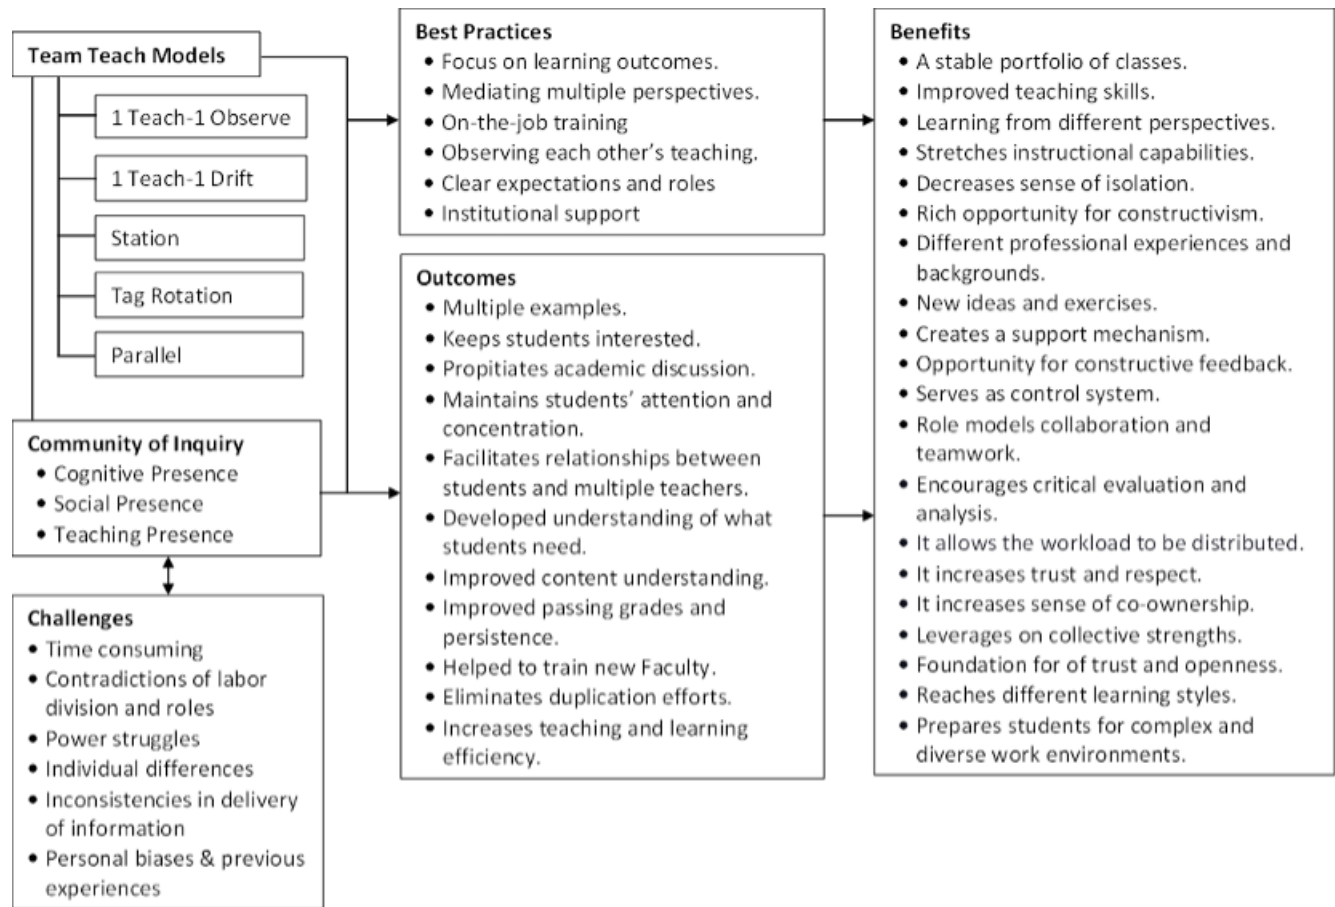 Team Teach Models
1 Teach-1 Observe
1 Teach-1 Drift
Station
Tag Rotation
Parallel
Community of Inquiry
• Cognitive Presence
• Social Presence
• Teaching Presence
Challenges
• Time consuming
• Contradictions of labor
division and roles
• Power struggles
• Individual differences
• Inconsistencies in delivery
of information
• Personal biases & previous
experiences
Best Practices
• Focus on learning outcomes.
• Mediating multiple perspectives.
• On-the-job training
• Observing each other's teaching.
• Clear expectations and roles
• Institutional support
Outcomes
• Multiple examples.
• Keeps students interested.
• Propitiates academic discussion.
• Maintains students' attention and
concentration.
• Facilitates relationships between
students and multiple teachers.
• Developed understanding of what
students need.
• Improved content understanding.
• Improved passing grades and
persistence.
• Helped to train new Faculty.
• Eliminates duplication efforts.
• Increases teaching and learning
efficiency.
Benefits
• A stable portfolio of classes.
• Improved teaching skills.
• Learning from different perspectives.
• Stretches instructional capabilities.
• Decreases sense of isolation.
• Rich opportunity for constructivism.
• Different professional experiences and
backgrounds.
• New ideas and exercises.
• Creates a support mechanism.
• Opportunity for constructive feedback.
• Serves as control system.
• Role models collaboration and
teamwork.
• Encourages critical evaluation and
analysis.
• It allows the workload to be distributed.
• It increases trust and respect.
• It increases sense of co-ownership.
• Leverages on collective strengths.
• Foundation for of trust and openness.
• Reaches different learning styles.
• Prepares students for complex and
diverse work environments.